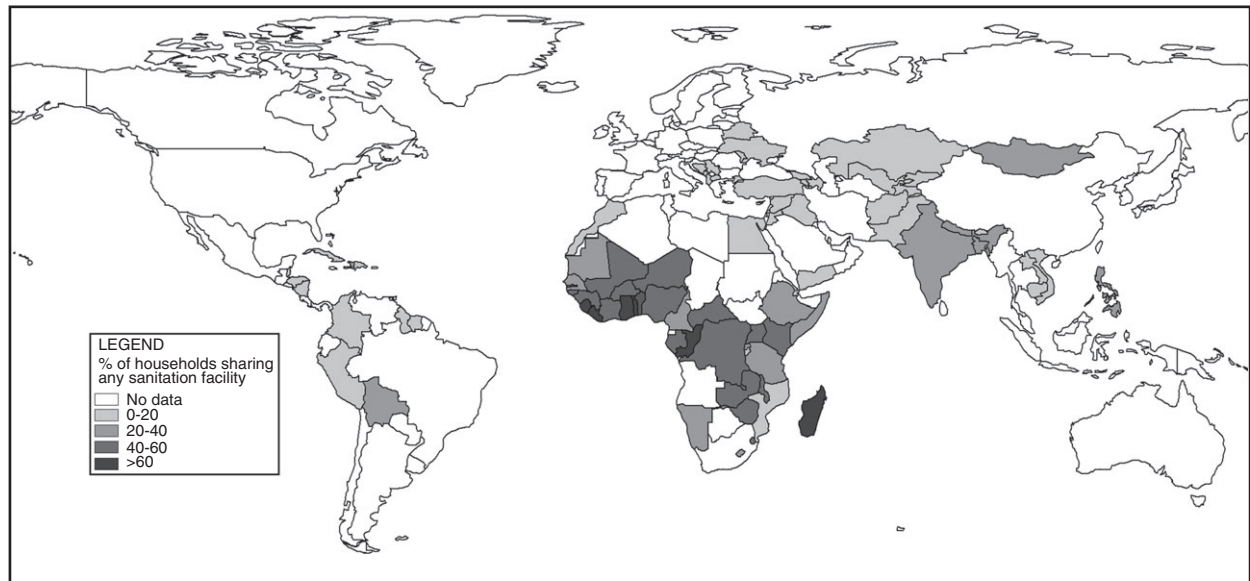 LEGEND
% of households sharing
any sanitation facility
No data
0-20
20-40
40-60
>60